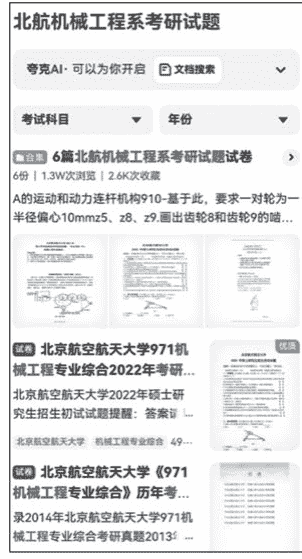 北航机械工程系考研试题
夸克AI·可以为你开启 文档搜索
考试科目 年份
合集 6篇北航机械工程系考研试题试卷
6份 | 1.3W次浏览 | 2.6K次收藏
A的运动和动力连杆机构910-基于此，要求一对轮为一
半径偏心10mmz5、z8、z9.画出齿轮8和齿轮9的啮...
试卷 北京航空航天大学971机
械工程专业综合2022年考研...
优质
北京航空航天大学2022年硕士研
究生招生初试试题提醒：答案请...
北京航空航天大学 机械工程专业综合 49...
试卷 北京航空航天大学《971
机械工程专业综合》历年考...
录2014年北京航空航天大学971机
械工程专业综合考研真题2013年...